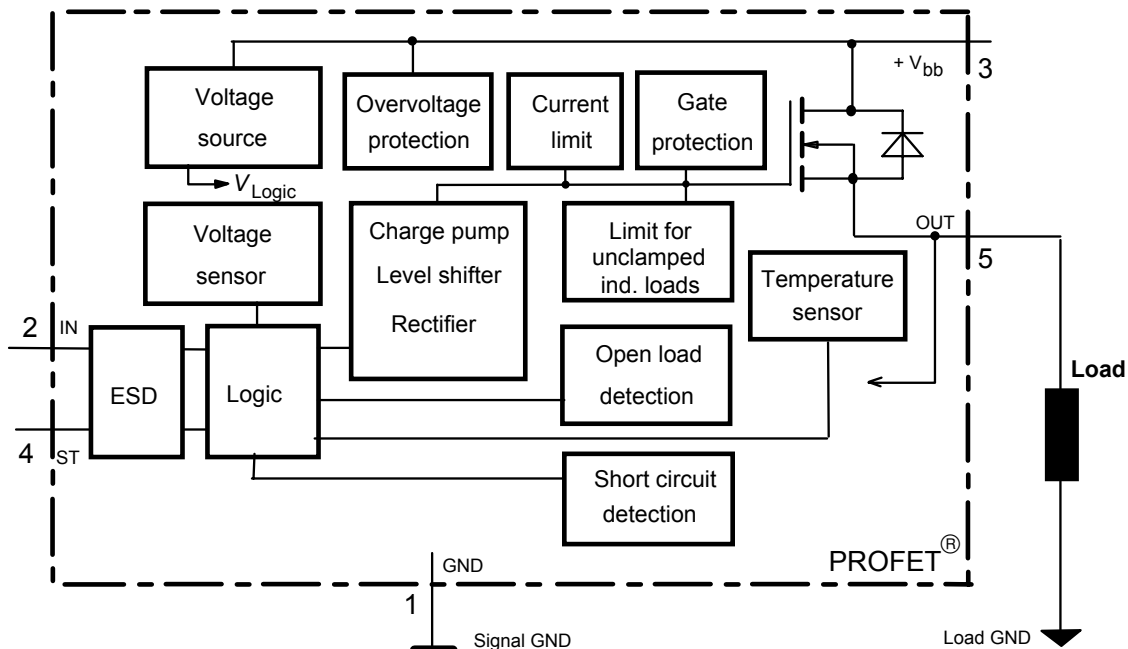 + Vbb
3
Voltage
source
Overvoltage
protection
Current
limit
Gate
protection
VLogic
Voltage
sensor
Charge pump
Level shifter
Rectifier
Limit for
unclamped
ind. loads
OUT
5
Temperature
sensor
2
IN
ESD
Logic
Open load
detection
Load
4
ST
Short circuit
detection
PROFET®
GND
1
Signal GND
Load GND